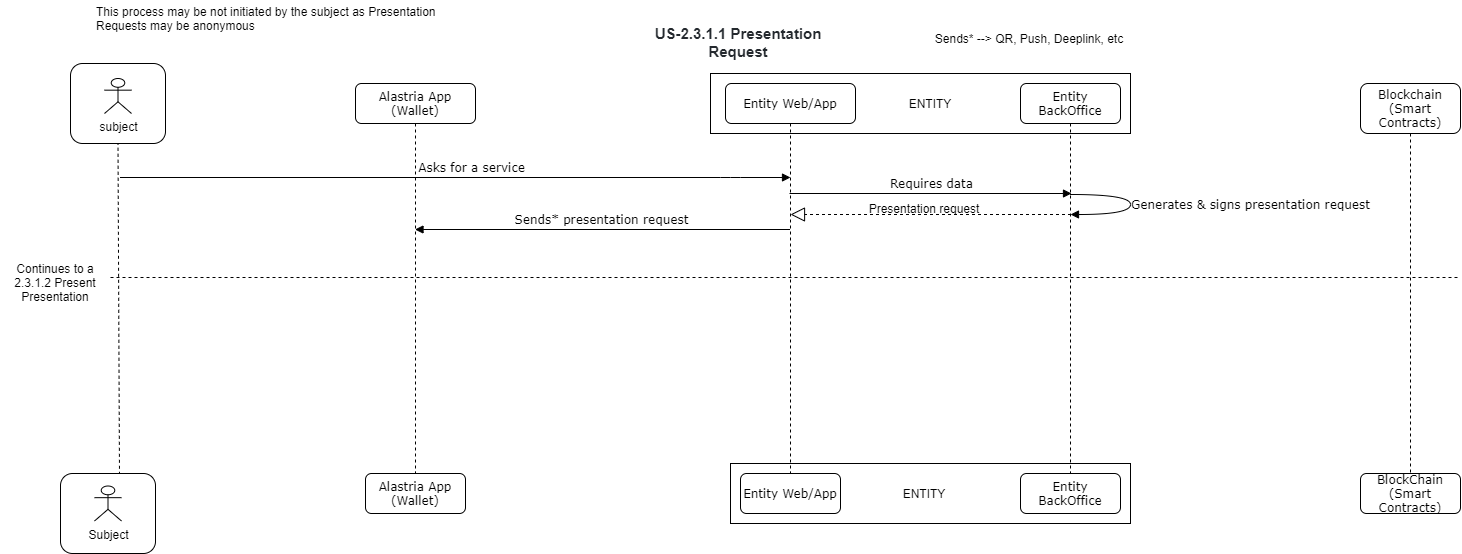 This process may be not initiated by the subject as Presentation
Requests may be anonymous
US-2.3.1.1 Presentation
Request
Sends* --> QR, Push, Deeplink, etc
subject
Alastria App
(Wallet)
Entity Web/App
ENTITY
Entity
BackOffice
Blockchain
(Smart
Contracts)
Asks for a service
Requires data
Generates & signs presentation request
Presentation request
Sends* presentation request
Continues to a
2.3.1.2 Present
Presentation
Subject
Alastria App
(Wallet)
Entity Web/App
ENTITY
Entity
BackOffice
BlockChain
(Smart
Contracts)